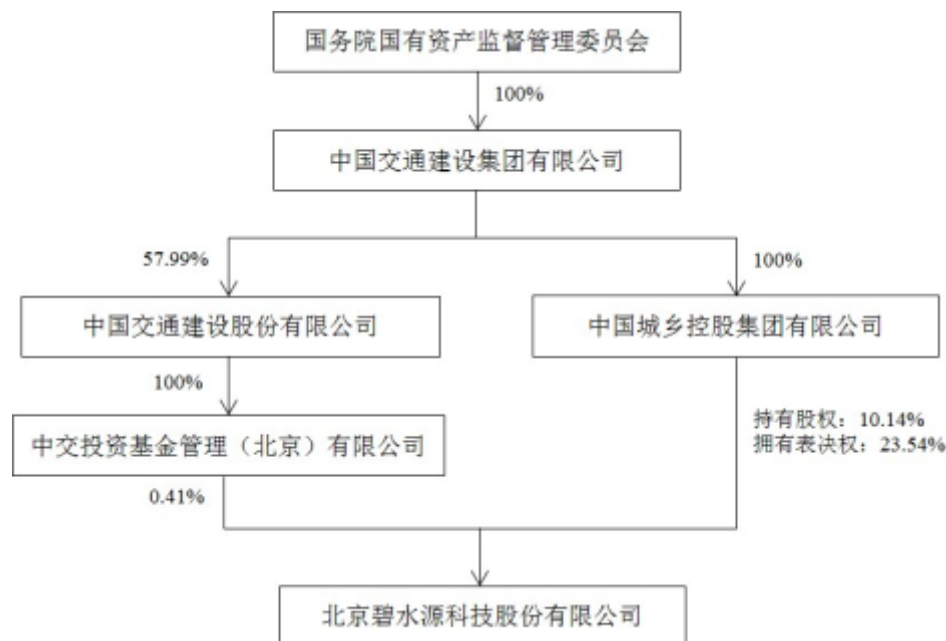 国务院国有资产监督管理委员会
100%
中国交通建设集团有限公司
57.99%
100%
中国交通建设股份有限公司
中国城乡控股集团有限公司
100%
中交投资基金管理（北京）有限公司
持有股权：10.14%
拥有表决权：23.54%
0.41%
北京碧水源科技股份有限公司